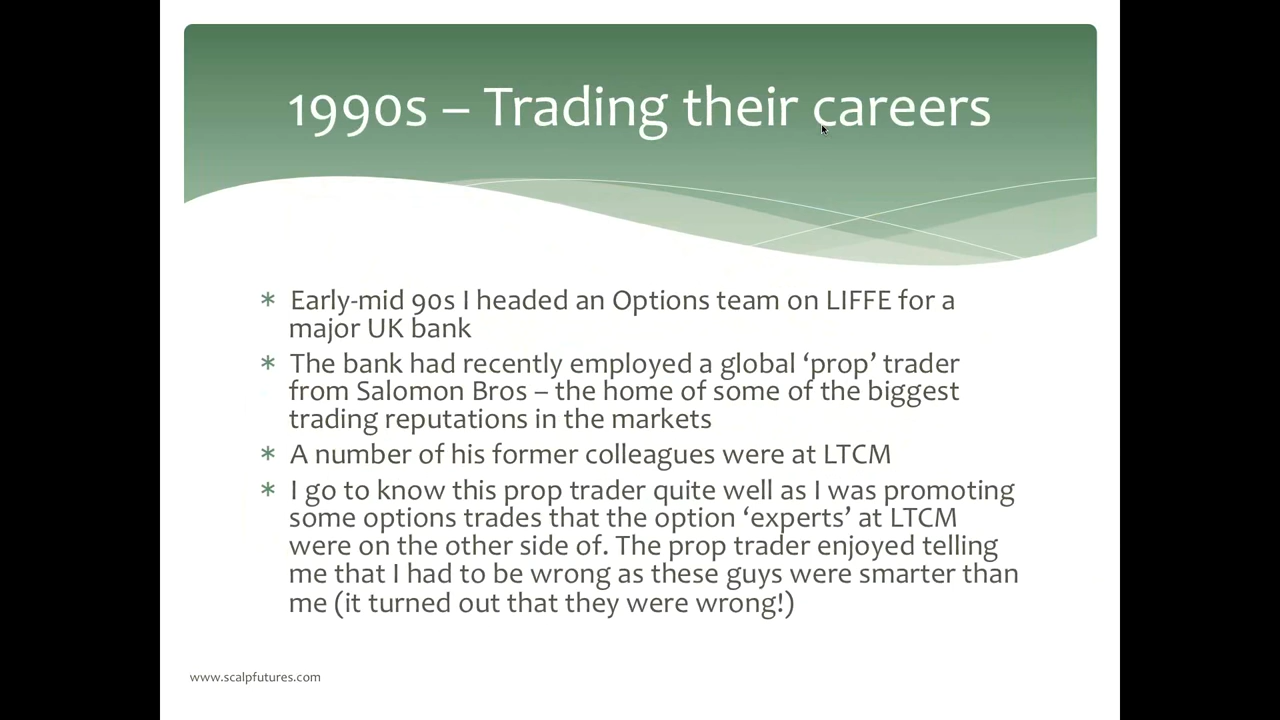 1990s – Trading their careers
* Early-mid 90s I headed an Options team on LIFFE for a
major UK bank
* The bank had recently employed a global ‘prop’ trader
from Salomon Bros – the home of some of the biggest
trading reputations in the markets
* A number of his former colleagues were at LTCM
* I go to know this prop trader quite well as I was promoting
some options trades that the option ‘experts’ at LTCM
were on the other side of. The prop trader enjoyed telling
me that I had to be wrong as these guys were smarter than
me (it turned out that they were wrong!)
www.scalpfutures.com